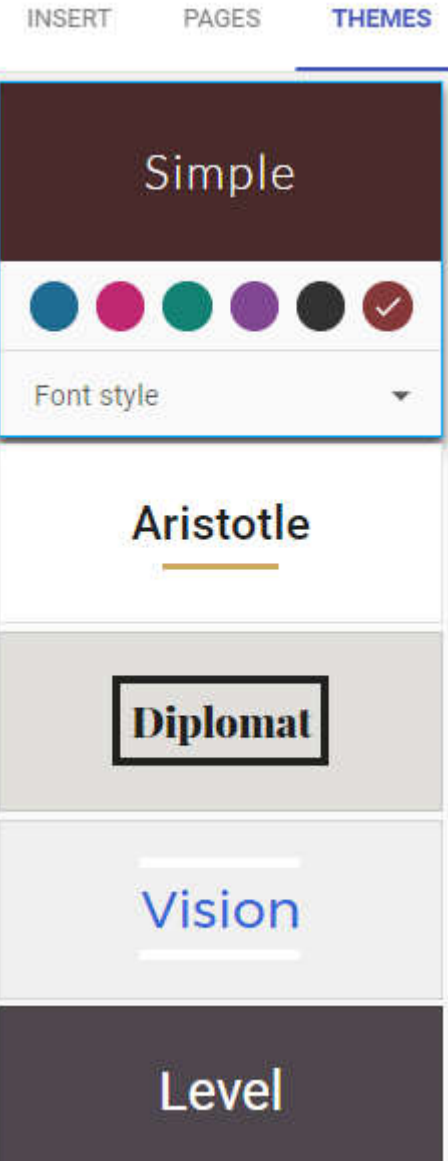 INSERT PAGES THEMES
Simple
Font style
Aristotle
Diplomat
Vision
Level